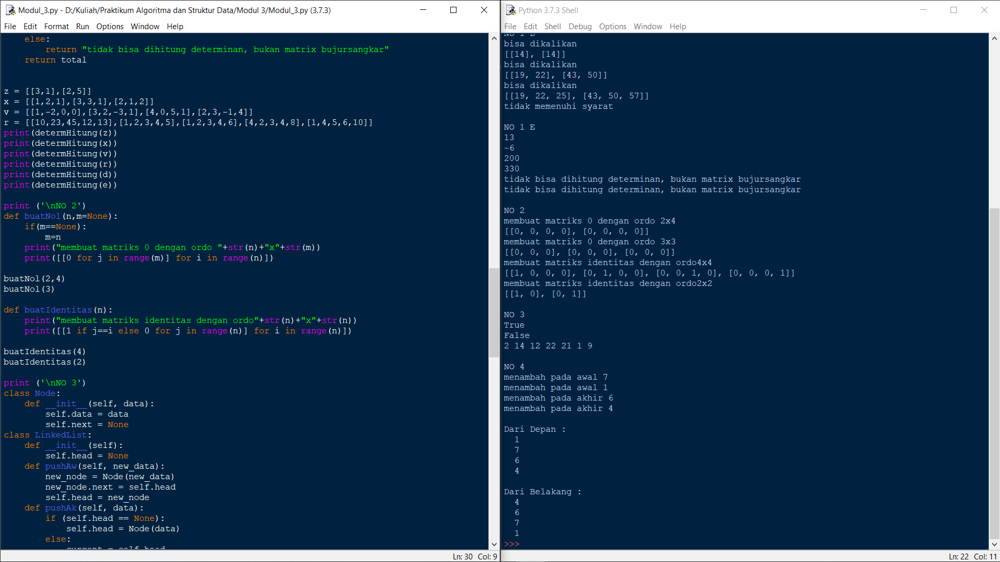 Modul_3.py - D:/Kuliah/Praktikum Algoritma dan Struktur Data/Modul 3/Modul_3.py (3.7.3)
File Edit Format Run Options Window Help
    else:
        return "tidak bisa dihitung determinan, bukan matrix bujursangkar"
    return total
z = [[3,1],[2,5]]
x = [[1,2,1],[3,3,1],[2,1,2]]
v = [[1,-2,0,0],[3,2,-3,1],[4,0,5,1],[2,3,-1,4]]
r = [[10,23,45,12,13],[1,2,3,4,5],[1,2,3,4,6],[4,2,3,4,8],[1,4,5,6,10]]
print(determHitung(z))
print(determHitung(x))
print(determHitung(v))
print(determHitung(r))
print(determHitung(d))
print(determHitung(e))
print ('\nNO 2')
def buatNol(n,m=None):
    if(m==None):
        m=n
    print("membuat matriks 0 dengan ordo "+str(n)+"x"+str(m))
    print([[0 for j in range(m)] for i in range(n)])
buatNol(2,4)
buatNol(3)
def buatIdentitas(n):
    print("membuat matriks identitas dengan ordo"+str(n)+"x"+str(n))
    print([[1 if j==i else 0 for j in range(n)] for i in range(n)])
buatIdentitas(4)
buatIdentitas(2)
print ('\nNO 3')
class Node:
    def __init__(self, data):
        self.data = data
        self.next = None
class LinkedList:
    def __init__(self):
        self.head = None
    def pushAw(self, new_data):
        new_node = Node(new_data)
        new_node.next = self.head
        self.head = new_node
    def pushAk(self, data):
        if (self.head == None):
            self.head = Node(data)
        else:
            current = self.head
Ln: 30 Col: 9
Python 3.7.3 Shell
File Edit Shell Debug Options Window Help
NO 1 D
bisa dikalikan
[[14], [14]]
bisa dikalikan
[[19, 22], [43, 50]]
bisa dikalikan
[[19, 22, 25], [43, 50, 57]]
tidak memenuhi syarat
NO 1 E
13
-6
200
330
tidak bisa dihitung determinan, bukan matrix bujursangkar
tidak bisa dihitung determinan, bukan matrix bujursangkar
NO 2
membuat matriks 0 dengan ordo 2x4
[[0, 0, 0, 0], [0, 0, 0, 0]]
membuat matriks 0 dengan ordo 3x3
[[0, 0, 0], [0, 0, 0], [0, 0, 0]]
membuat matriks identitas dengan ordo4x4
[[1, 0, 0, 0], [0, 1, 0, 0], [0, 0, 1, 0], [0, 0, 0, 1]]
membuat matriks identitas dengan ordo2x2
[[1, 0], [0, 1]]
NO 3
True
False
2 14 12 22 21 1 9
NO 4
menambah pada awal 7
menambah pada awal 1
menambah pada akhir 6
menambah pada akhir 4
Dari Depan :
  1
  7
  6
  4
Dari Belakang :
  4
  6
  7
  1
>>>
Ln: 22 Col: 11